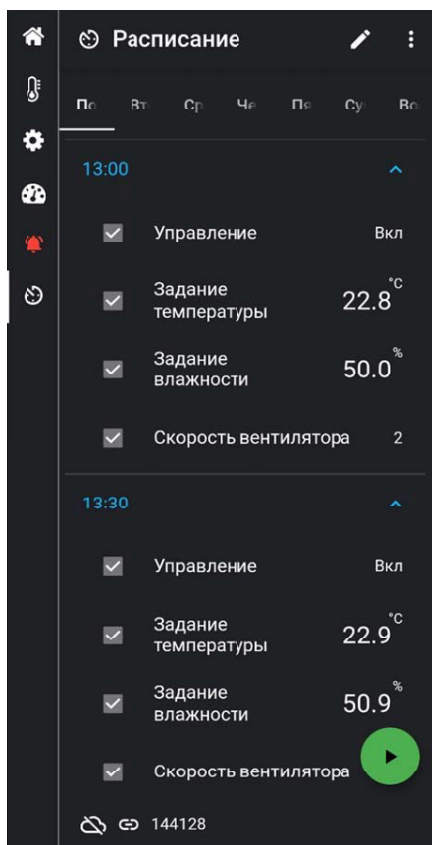 Расписание
По Вт Ср Че Пя Су Во
13:00
Управление Вкл
Задание
температуры 22.8 °C
Задание
влажности 50.0 %
Скорость вентилятора 2
13:30
Управление Вкл
Задание
температуры 22.9 °C
Задание
влажности 50.9 %
Скорость вентилятора
144128